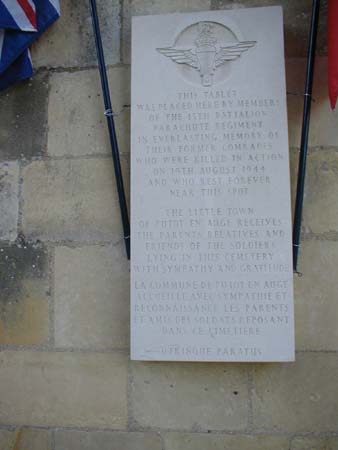 THIS TABLET
WAS PLACED HERE BY MEMBERS
OF THE 13TH BATTALION
PARACHUTE REGIMENT
IN EVERLASTING MEMORY OF
THEIR FORMER COMRADES
WHO WERE KILLED IN ACTION
ON 19TH AUGUST 1944
AND WHO REST FOREVER
NEAR THIS SPOT
THE LITTLE TOWN
OF PUTOT EN AUGE RECEIVES
THE PARENTS RELATIVES AND
FRIENDS OF THE SOLDIERS
LYING IN THIS CEMETERY
WITH SYMPATHY AND GRATITUDE
LA COMMUNE DE PUTOT EN AUGE
ACCUEILLE AVEC SYMPATHIE ET
RECONNAISSANCE LES PARENTS
ET AMIS DES SOLDATS REPOSANT
DANS CE CIMETIERE
UTRINQUE PARATUS